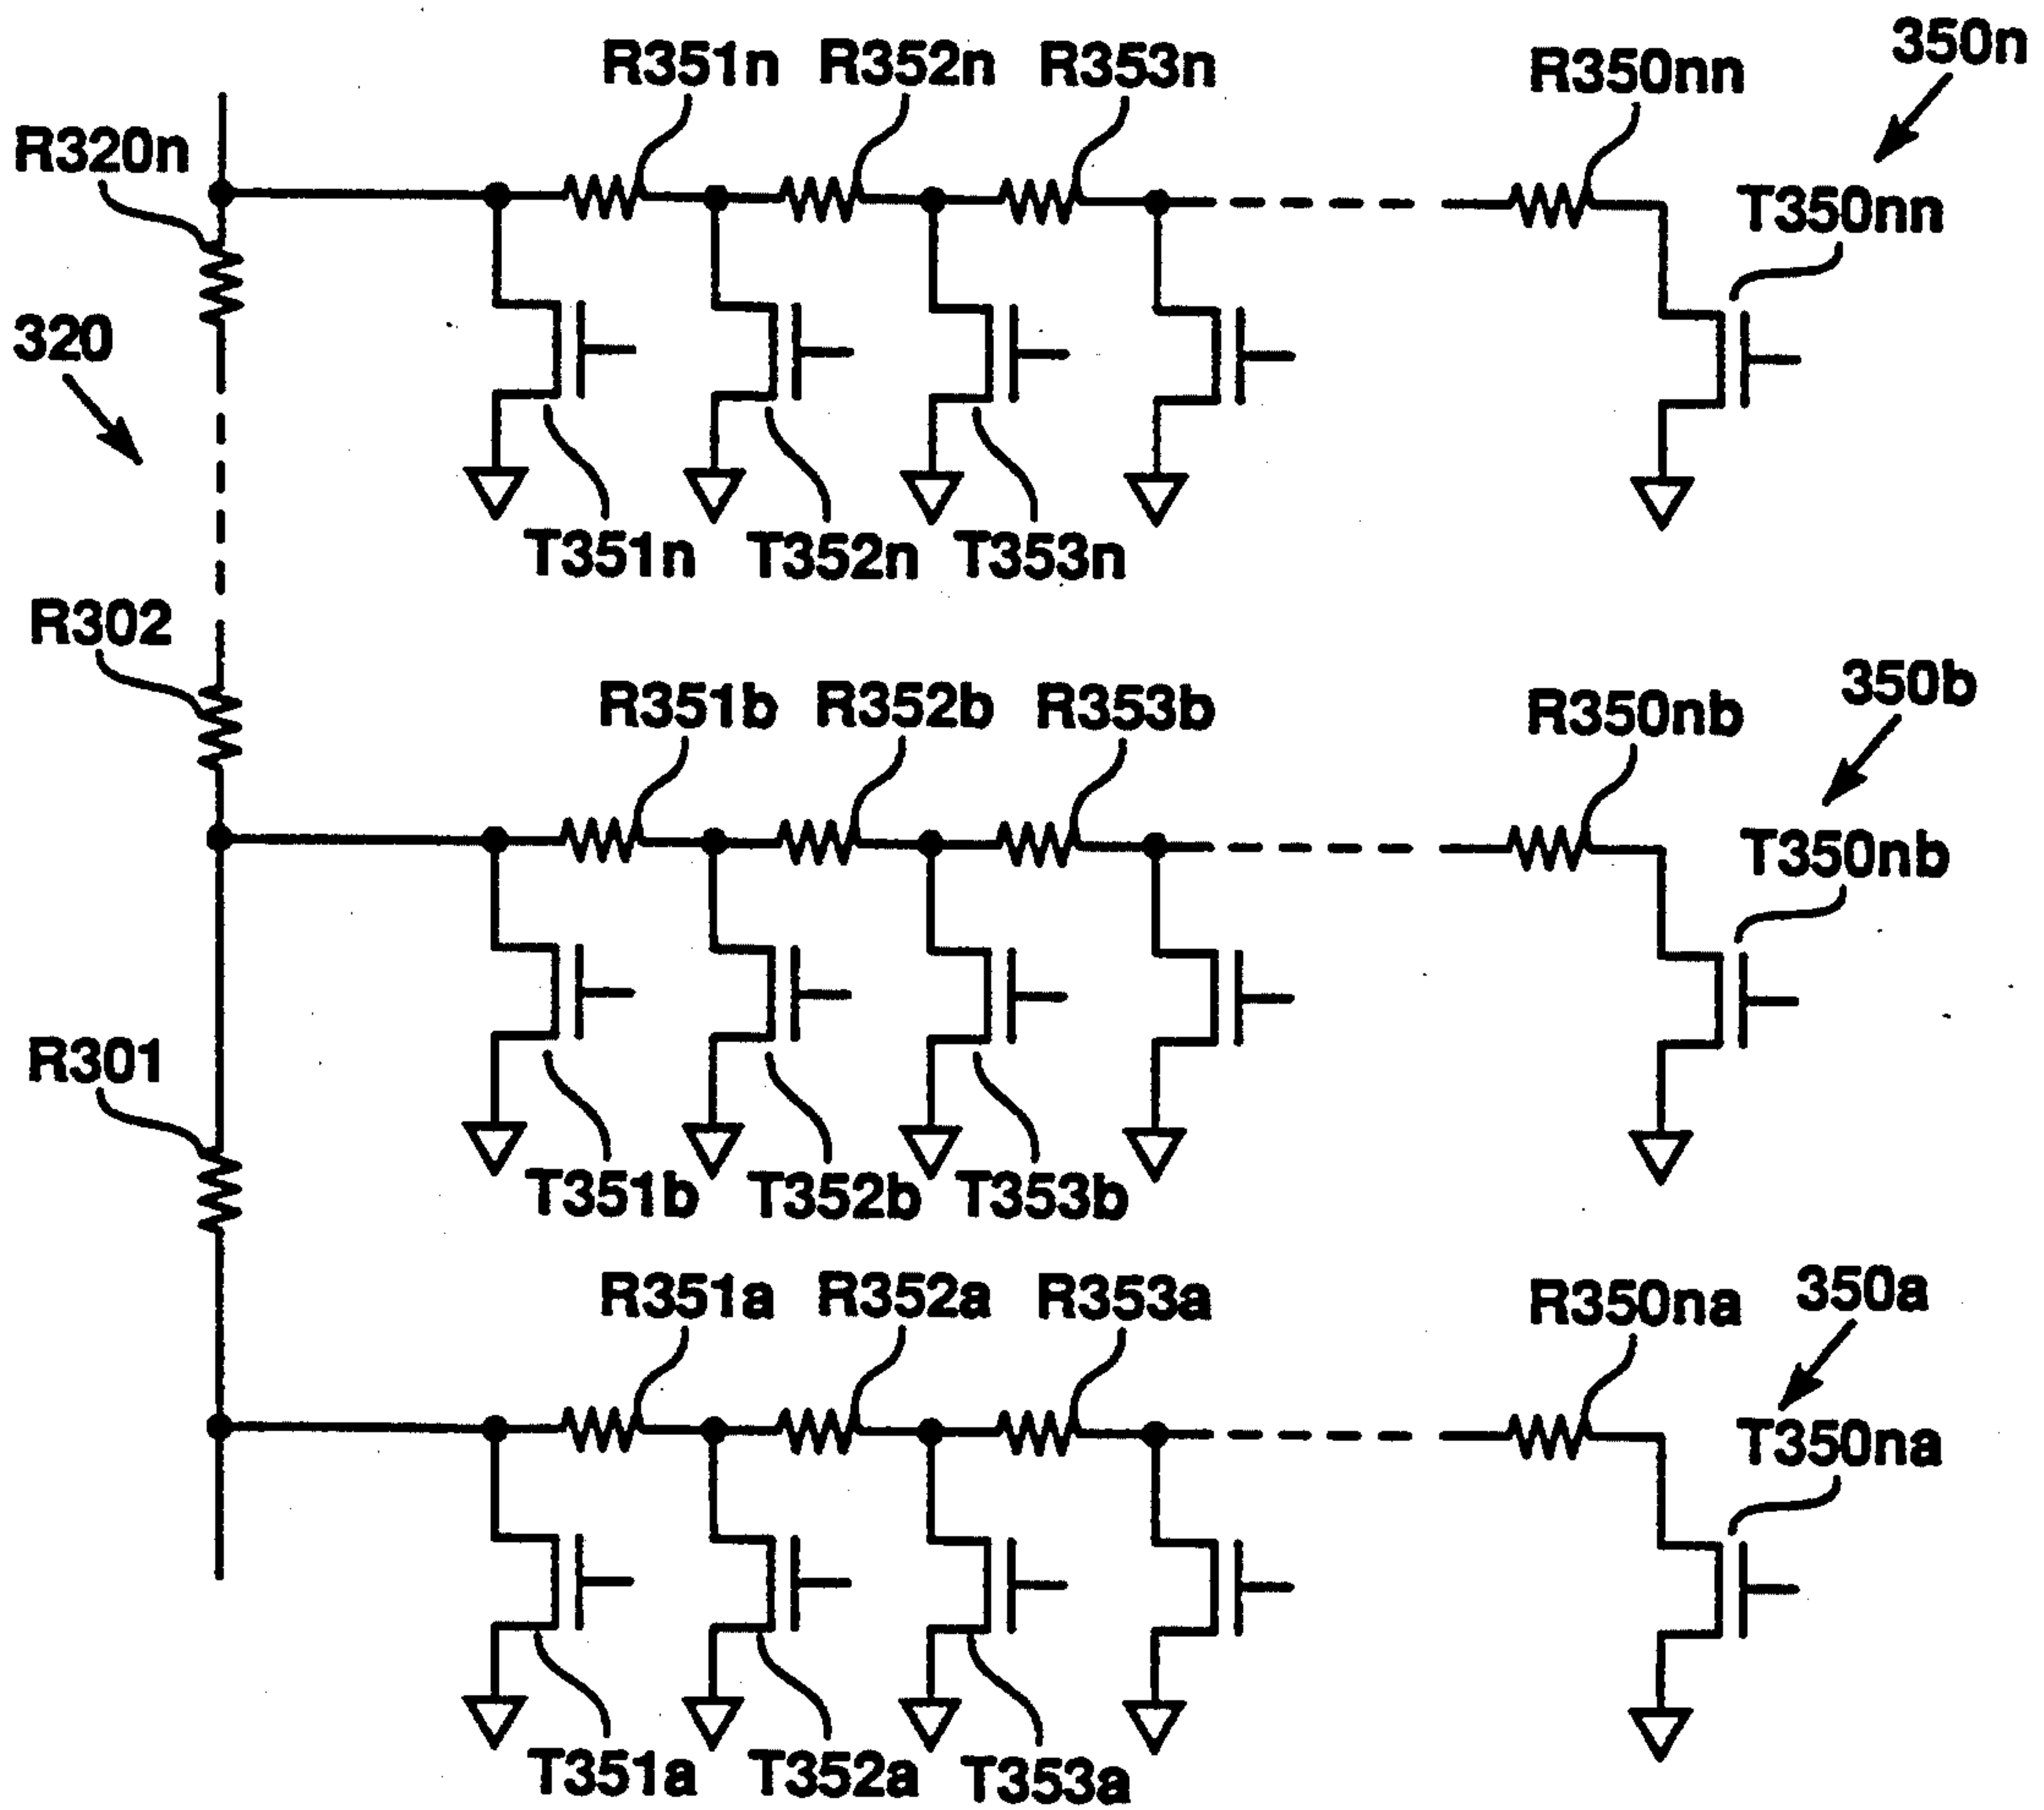 R351n R352n R353n R350nn 350n
R320n
T350nn
320
T351n T352n T353n
R302
R351b R352b R353b R350nb 350b
T350nb
R301
T351b T352b T353b
R351a R352a R353a R350na 350a
T350na
T351a T352a T353a